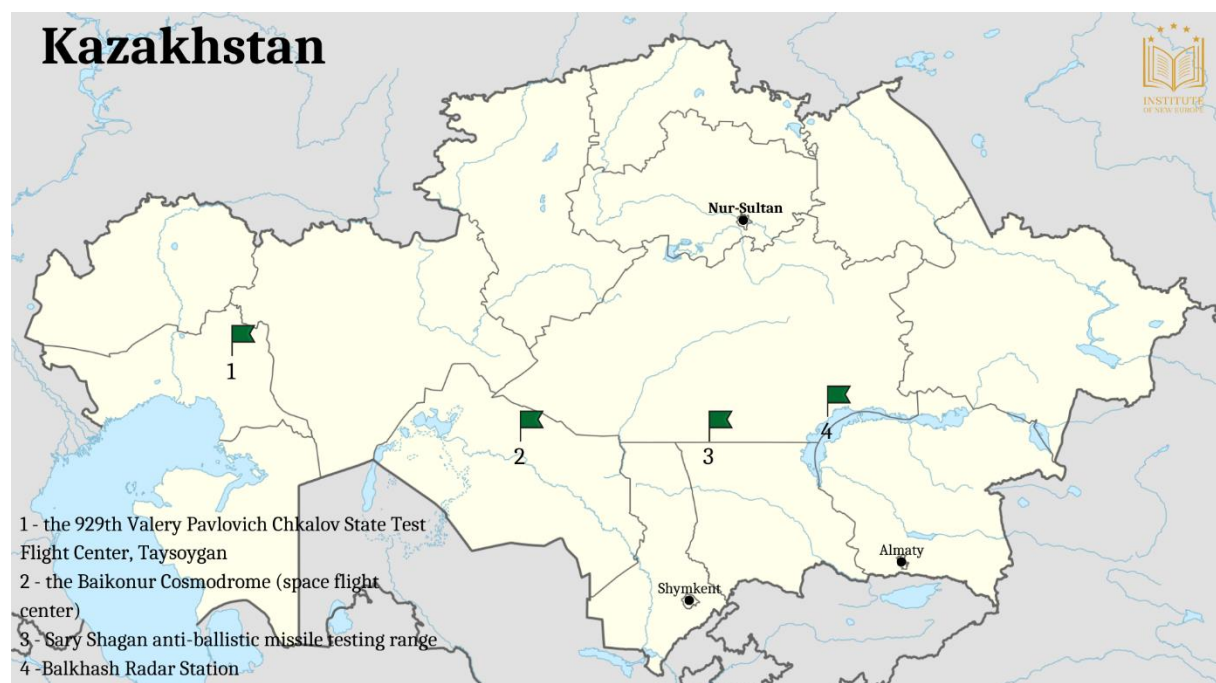 Kazakhstan
INSTITUTE
OF NEW EUROPE
Nur-Sultan
1
2
3
4
Almaty
Shymkent
1 - the 929th Valery Pavlovich Chkalov State Test
Flight Center, Taysoygan
2 - the Baikonur Cosmodrome (space flight
center)
3 - Sary Shagan anti-ballistic missile testing range
4 -Balkhash Radar Station